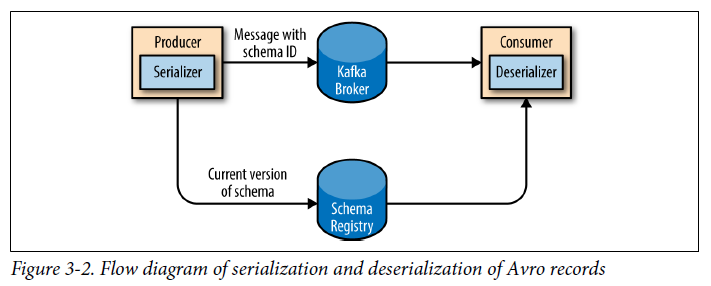 Producer
Serializer
Message with
schema ID
Kafka
Broker
Consumer
Deserializer
Current version
of schema
Schema
Registry
Figure 3-2. Flow diagram of serialization and deserialization of Avro records